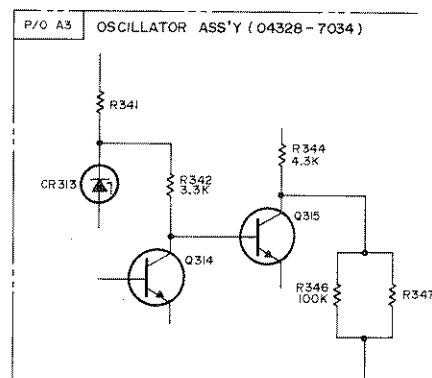 P/O A3 OSCILLATOR ASS'Y (04328-7034)
R341
R344
4.3K
CR313
R342
3.3K
Q315
Q314
R346
100K
R347